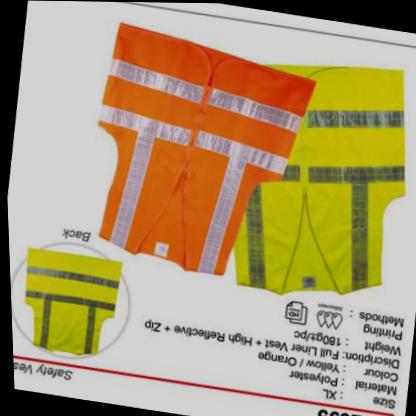 Safety Ves
Size : XL
Material : Polyester
Colour : Yellow / Orange
Discription: Full Liner Vest + High Reflective + Zip
Weight : 180g±/pc
Printing
Methods :
Silkscreen
Back